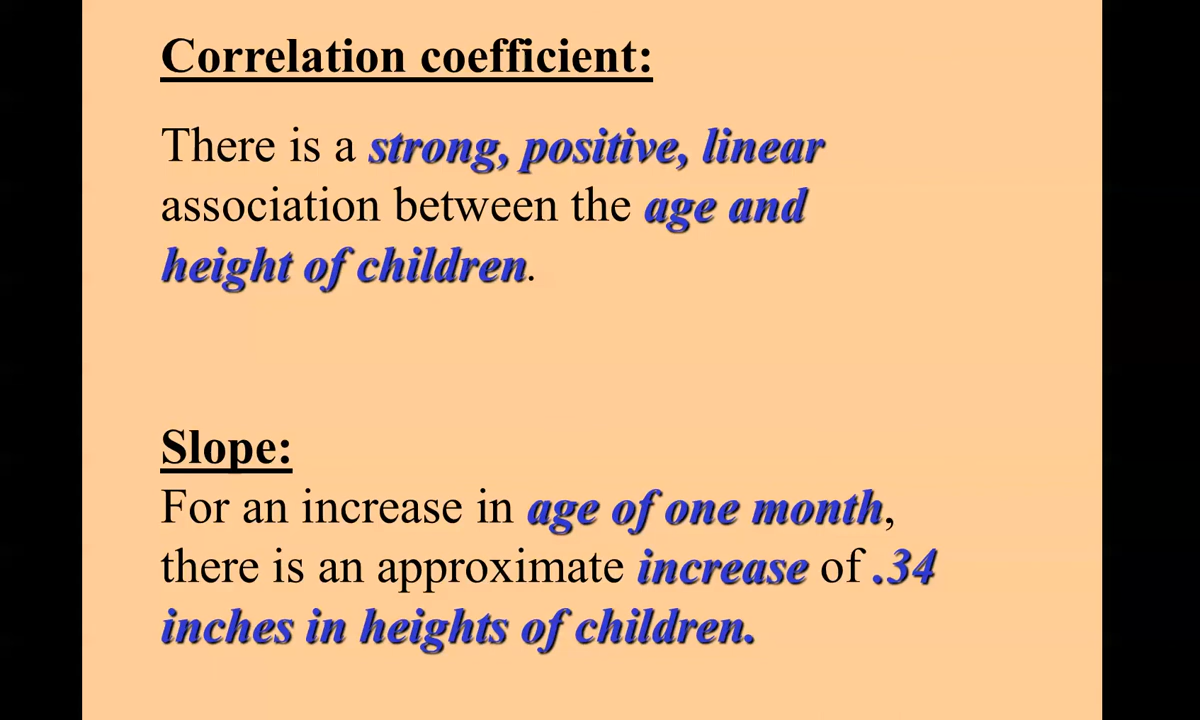 Correlation coefficient:
There is a strong, positive, linear
association between the age and
height of children.
Slope:
For an increase in age of one month,
there is an approximate increase of .34
inches in heights of children.